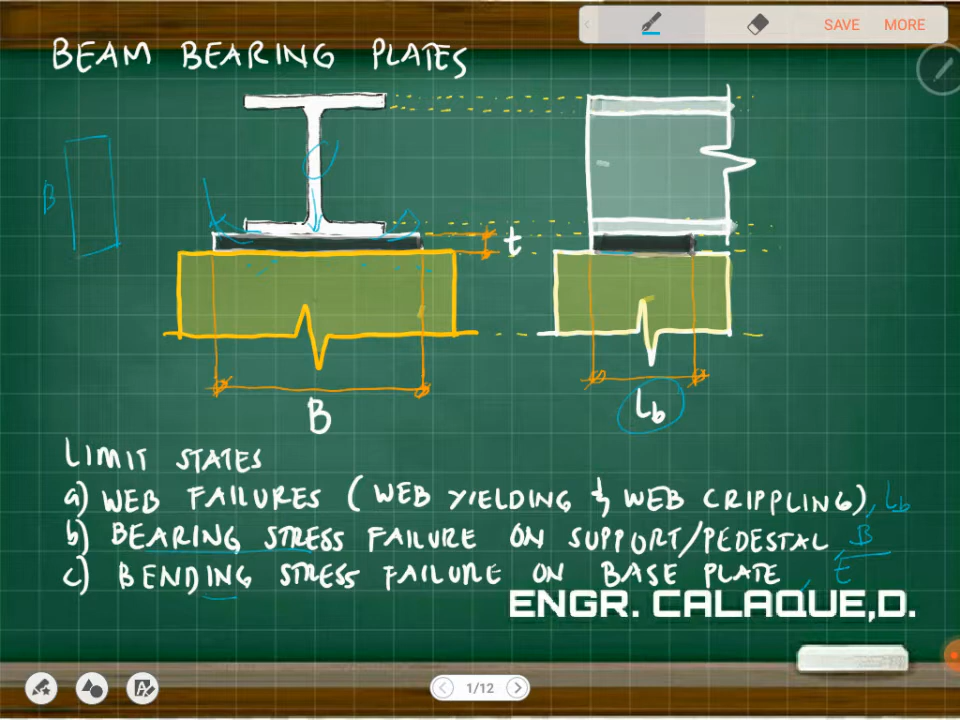 SAVE MORE
BEAM BEARING PLATES
B
t
B
Lb
LIMIT STATES
a) WEB FAILURES (WEB YIELDING & WEB CRIPPLING), Lb
b) BEARING STRESS FAILURE ON SUPPORT/PEDESTAL, B
c) BENDING STRESS FAILURE ON BASE PLATE, t
ENGR. CALAQUE,D.
1/12